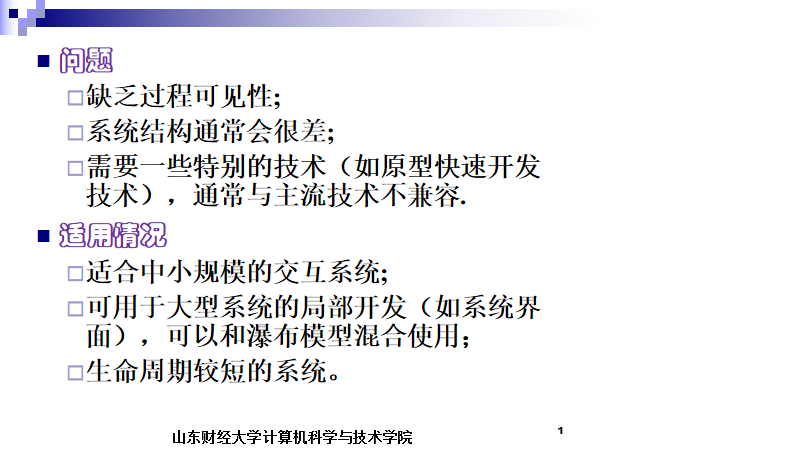 问题
缺乏过程可见性;
系统结构通常会很差;
需要一些特别的技术（如原型快速开发
技术），通常与主流技术不兼容.
适用情况
适合中小规模的交互系统;
可用于大型系统的局部开发（如系统界
面），可以和瀑布模型混合使用;
生命周期较短的系统。
山东财经大学计算机科学与技术学院
1